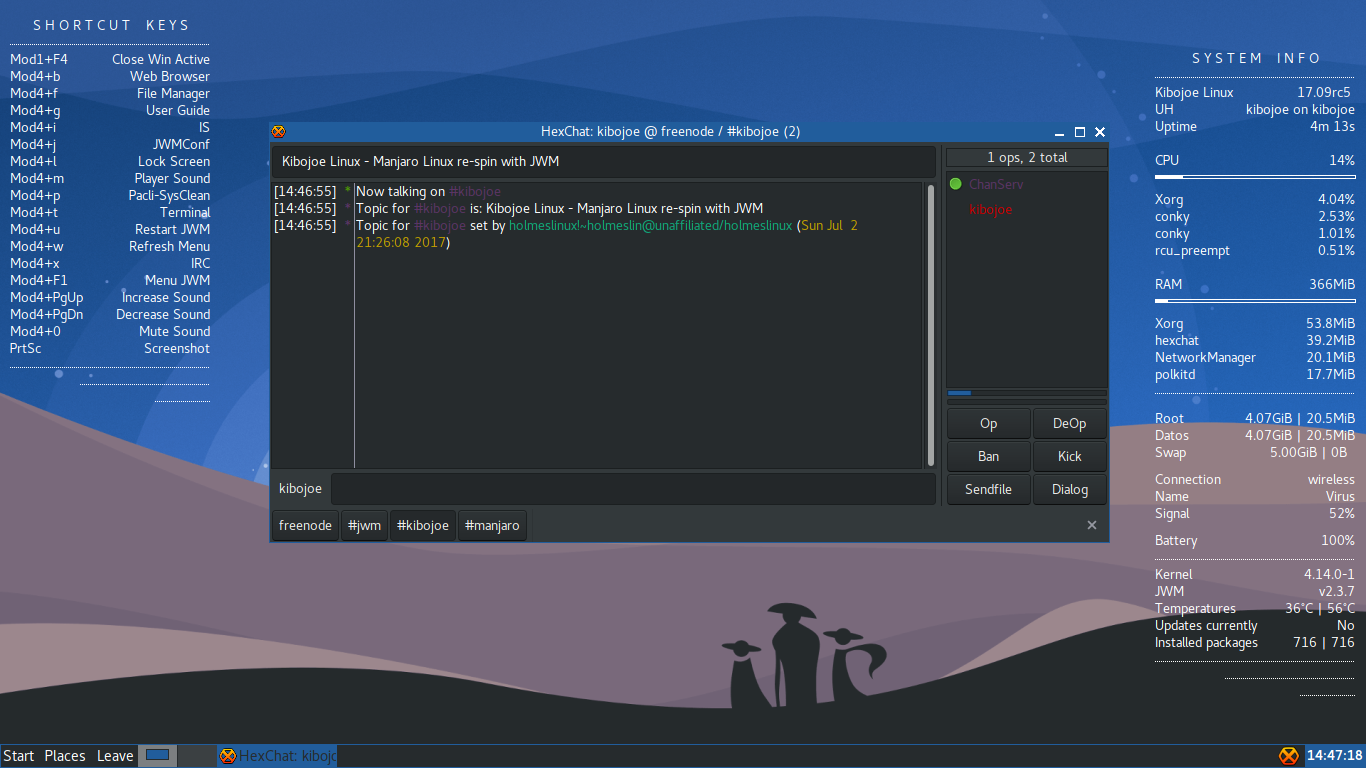 SHORTCUT KEYS
Mod1+F4 Close Win Active
Mod4+b Web Browser
Mod4+f File Manager
Mod4+g User Guide
Mod4+i IS
Mod4+j JWMConf
Mod4+l Lock Screen
Mod4+m Player Sound
Mod4+p Pacli-SysClean
Mod4+t Terminal
Mod4+u Restart JWM
Mod4+w Refresh Menu
Mod4+x IRC
Mod4+F1 Menu JWM
Mod4+PgUp Increase Sound
Mod4+PgDn Decrease Sound
Mod4+0 Mute Sound
PrtSc Screenshot
HexChat: kibojoe @ freenode / #kibojoe (2)
Kibojoe Linux - Manjaro Linux re-spin with JWM
[14:46:55] * Now talking on #kibojoe
[14:46:55] * Topic for #kibojoe is: Kibojoe Linux - Manjaro Linux re-spin with JWM
[14:46:55] * Topic for #kibojoe set by holmeslinux!~holmeslin@unaffiliated/holmeslinux (Sun Jul 2
21:26:08 2017)
1 ops, 2 total
ChanServ
kibojoe
Op DeOp
Ban Kick
Sendfile Dialog
kibojoe
freenode #jwm #kibojoe #manjaro
SYSTEM INFO
Kibojoe Linux 17.09rc5
UH kibojoe on kibojoe
Uptime 4m 13s
CPU 14%
Xorg 4.04%
conky 2.53%
conky 1.01%
rcu_preempt 0.51%
RAM 366MiB
Xorg 53.8MiB
hexchat 39.2MiB
NetworkManager 20.1MiB
polkitd 17.7MiB
Root 4.07GiB | 20.5MiB
Datos 4.07GiB | 20.5MiB
Swap 5.00GiB | 0B
Connection wireless
Name Virus
Signal 52%
Battery 100%
Kernel 4.14.0-1
JWM v2.3.7
Temperatures 36°C | 56°C
Updates currently No
Installed packages 716 | 716
Start Places Leave HexChat: kibojo 14:47:18